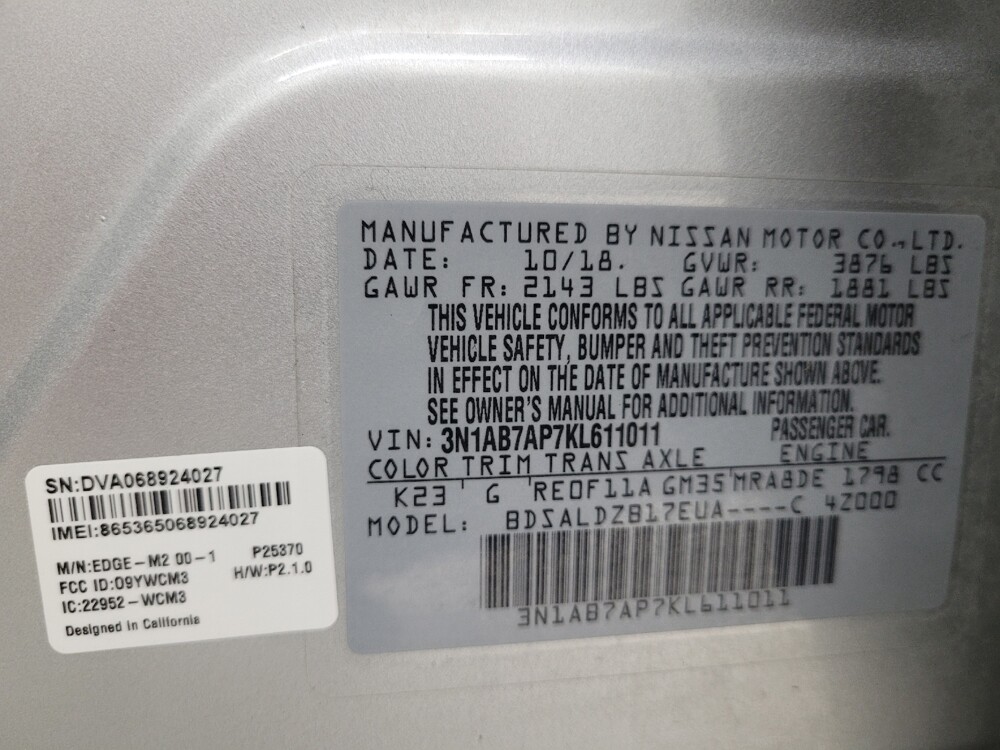 MANUFACTURED BY NISSAN MOTOR CO.,LTD.
DATE: 10/18. GVWR: 3876 LBS
GAWR FR: 2143 LBS GAWR RR: 1881 LBS
THIS VEHICLE CONFORMS TO ALL APPLICABLE FEDERAL MOTOR
VEHICLE SAFETY, BUMPER AND THEFT PREVENTION STANDARDS
IN EFFECT ON THE DATE OF MANUFACTURE SHOWN ABOVE.
SEE OWNER'S MANUAL FOR ADDITIONAL INFORMATION.
VIN: 3N1AB7AP7KL611011 PASSENGER CAR.
COLOR TRIM TRANS AXLE ENGINE
K23 G RE0F11A GM35 MRA8DE 1798 CC
MODEL: BDSALDZB17EUA----C 4Z000
3N1AB7AP7KL611011
SN:DVA068924027
IMEI:865365068924027
M/N:EDGE-M2 00-1 P25370
FCC ID:09YWCM3 H/W:P2.1.0
IC:22952-WCM3
Designed in California